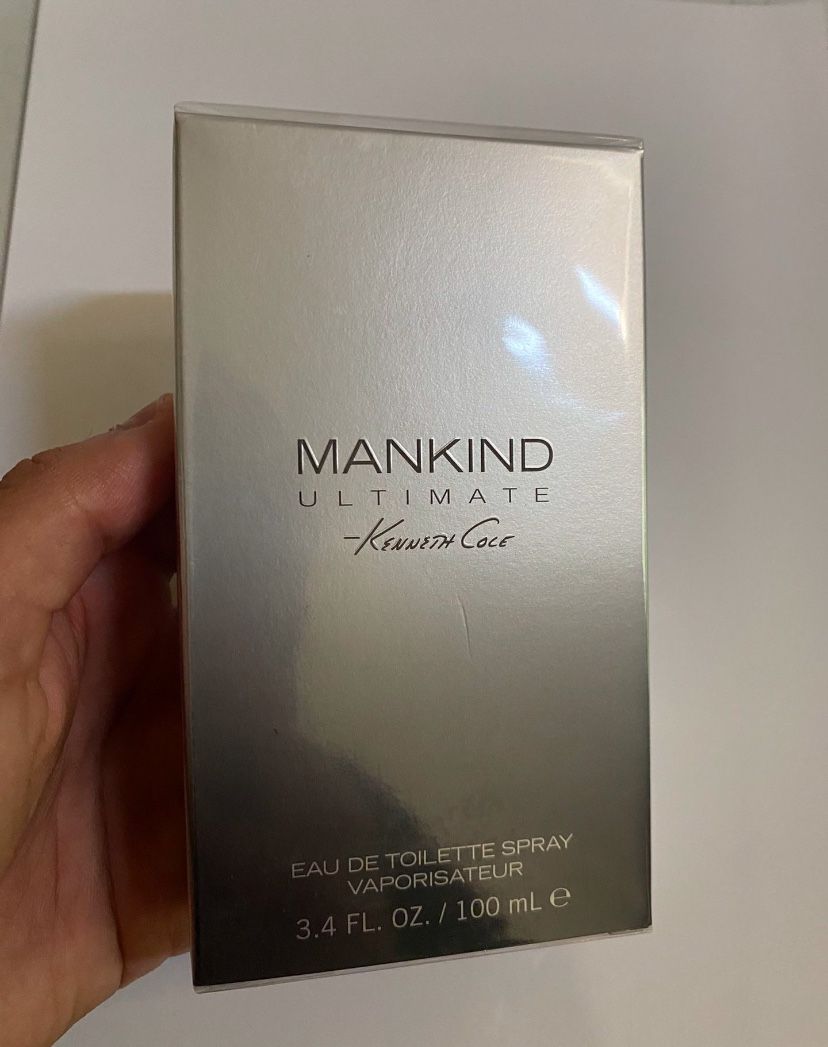 MANKIND
ULTIMATE
-KENNETH COLE
EAU DE TOILETTE SPRAY
VAPORISATEUR
3.4 FL. OZ. / 100 mL ℮